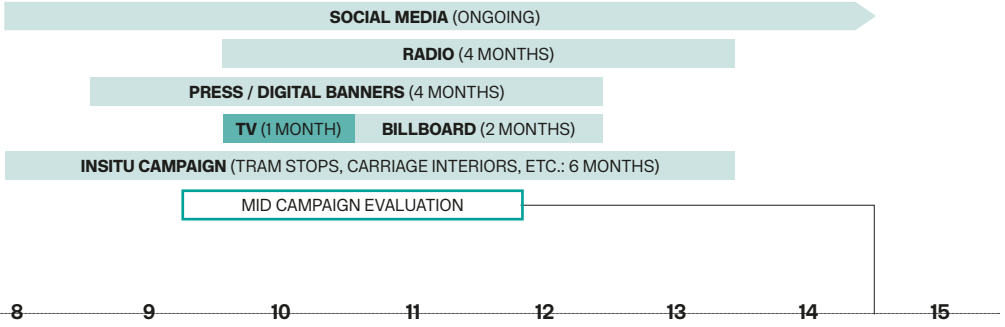 SOCIAL MEDIA (ONGOING)
RADIO (4 MONTHS)
PRESS / DIGITAL BANNERS (4 MONTHS)
TV (1 MONTH) BILLBOARD (2 MONTHS)
INSITU CAMPAIGN (TRAM STOPS, CARRIAGE INTERIORS, ETC.: 6 MONTHS)
MID CAMPAIGN EVALUATION
8 9 10 11 12 13 14 15